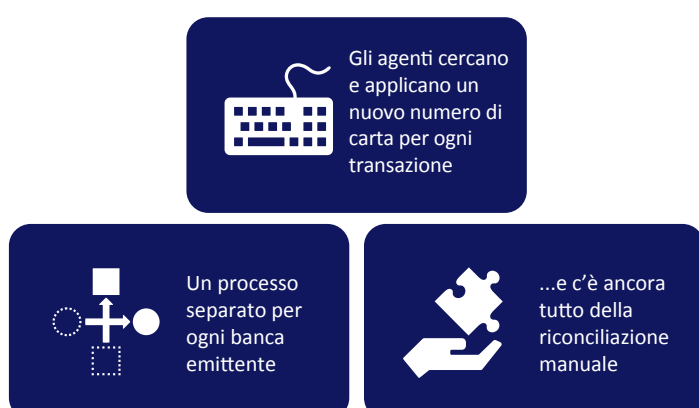 Gli agenti cercano
e applicano un
nuovo numero di
carta per ogni
transazione
Un processo
separato per
ogni banca
emittente
...e c'è ancora
tutto della
riconciliazione
manuale